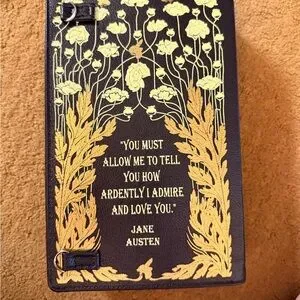 "YOU MUST
ALLOW ME TO TELL
YOU HOW
ARDENTLY I ADMIRE
AND LOVE YOU."
JANE
AUSTEN